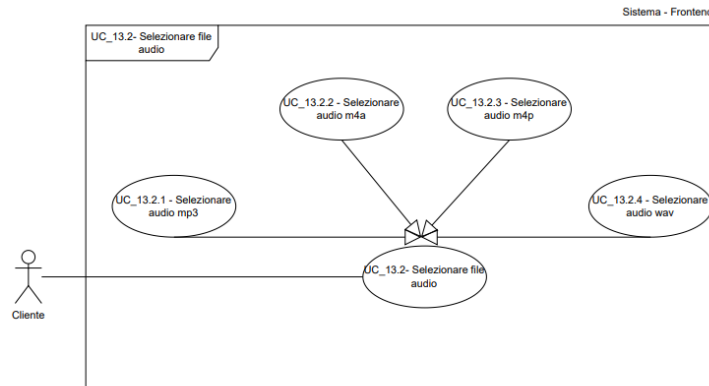 Sistema - Frontend
UC_13.2- Selezionare file
audio
UC_13.2.2 - Selezionare
audio m4a
UC_13.2.3 - Selezionare
audio m4p
UC_13.2.1 - Selezionare
audio mp3
UC_13.2.4 - Selezionare
audio wav
UC_13.2- Selezionare file
audio
Cliente